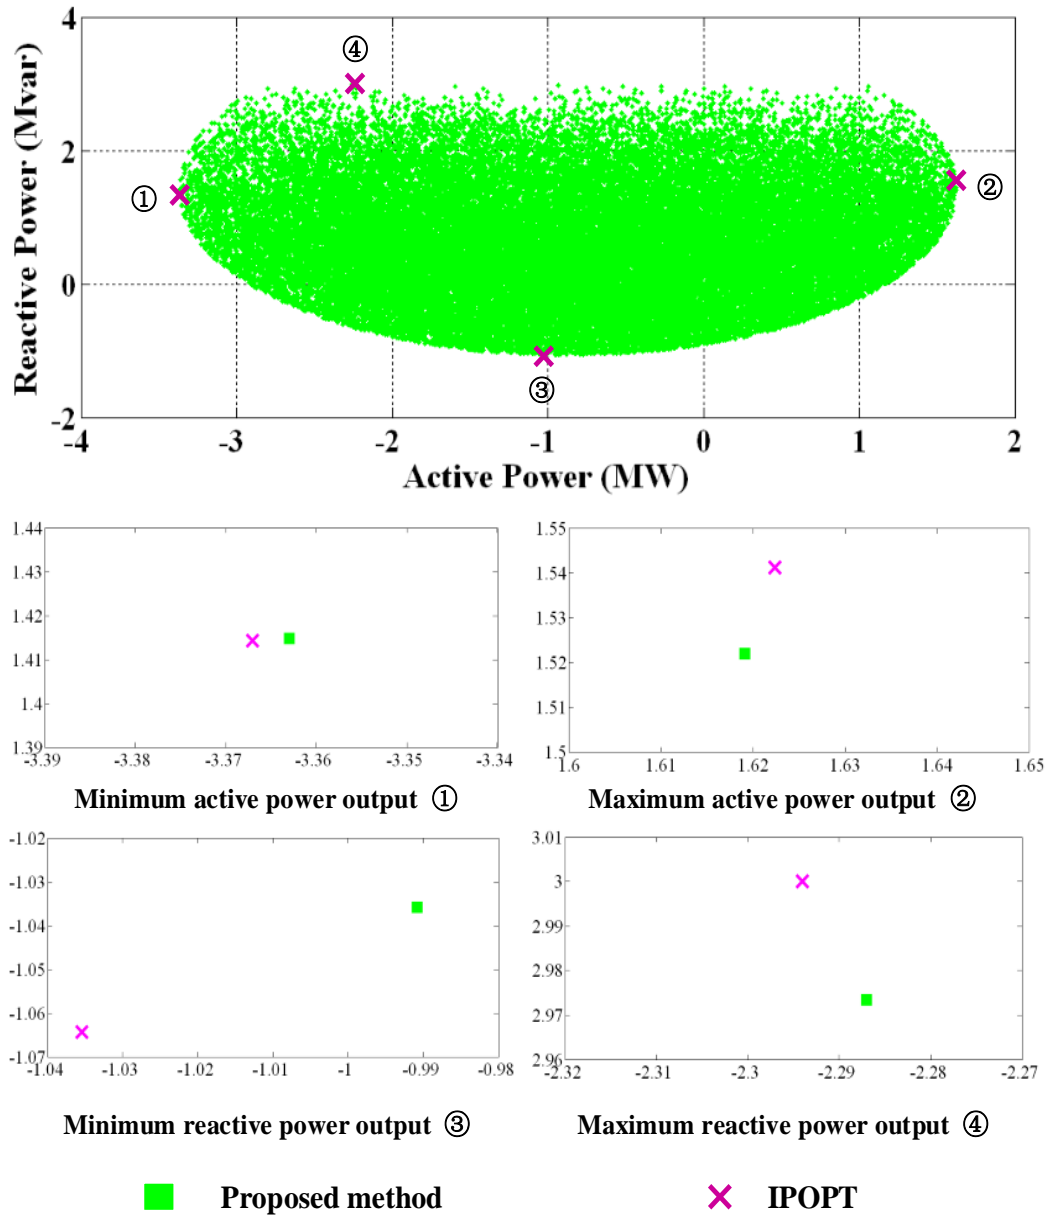 4
2
0
-2
Reactive Power (Mvar)
④
①
②
③
-4 -3 -2 -1 0 1 2
Active Power (MW)
1.44
1.43
1.42
1.41
1.4
1.39
-3.39 -3.38 -3.37 -3.36 -3.35 -3.34
Minimum active power output ①
1.55
1.54
1.53
1.52
1.51
1.5
1.6 1.61 1.62 1.63 1.64 1.65
Maximum active power output ②
-1.02
-1.03
-1.04
-1.05
-1.06
-1.07
-1.04 -1.03 -1.02 -1.01 -1 -0.99 -0.98
Minimum reactive power output ③
3.01
3
2.99
2.98
2.97
2.96
-2.32 -2.31 -2.3 -2.29 -2.28 -2.27
Maximum reactive power output ④
Proposed method
IPOPT